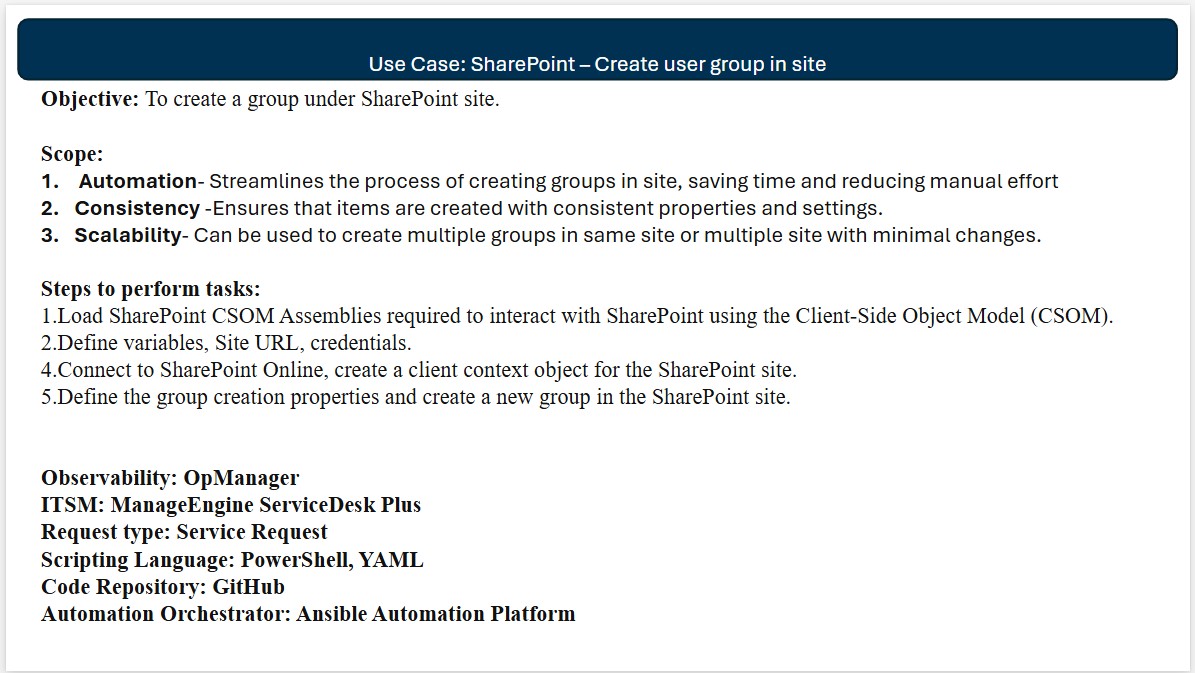 Use Case: SharePoint – Create user group in site
Objective: To create a group under SharePoint site.
Scope:
1. Automation- Streamlines the process of creating groups in site, saving time and reducing manual effort
2. Consistency -Ensures that items are created with consistent properties and settings.
3. Scalability- Can be used to create multiple groups in same site or multiple site with minimal changes.
Steps to perform tasks:
1.Load SharePoint CSOM Assemblies required to interact with SharePoint using the Client-Side Object Model (CSOM).
2.Define variables, Site URL, credentials.
4.Connect to SharePoint Online, create a client context object for the SharePoint site.
5.Define the group creation properties and create a new group in the SharePoint site.
Observability: OpManager
ITSM: ManageEngine ServiceDesk Plus
Request type: Service Request
Scripting Language: PowerShell, YAML
Code Repository: GitHub
Automation Orchestrator: Ansible Automation Platform